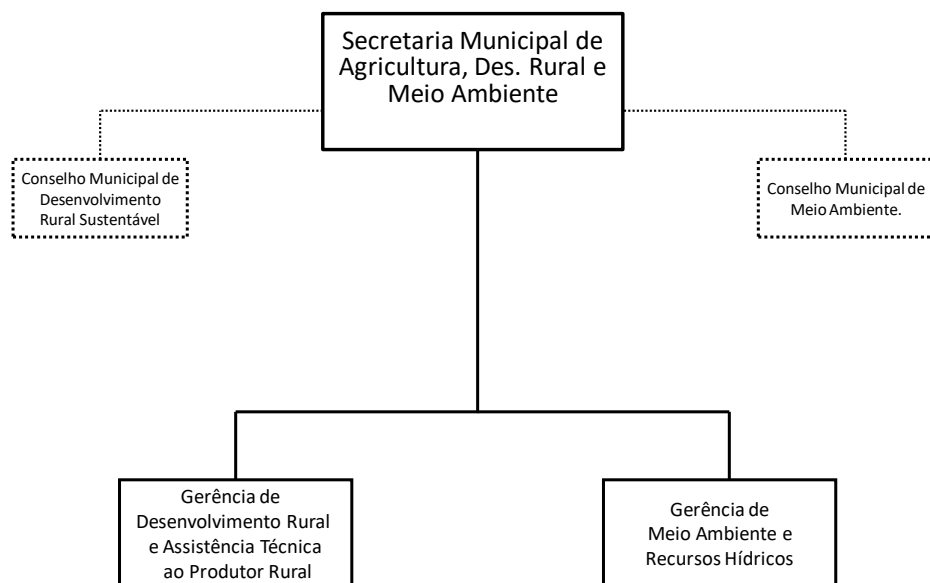 Secretaria Municipal de
Agricultura, Des. Rural e
Meio Ambiente
Conselho Municipal de
Desenvolvimento
Rural Sustentável
Conselho Municipal de
Meio Ambiente.
Gerência de
Desenvolvimento Rural
e Assistência Técnica
ao Produtor Rural
Gerência de
Meio Ambiente e
Recursos Hídricos